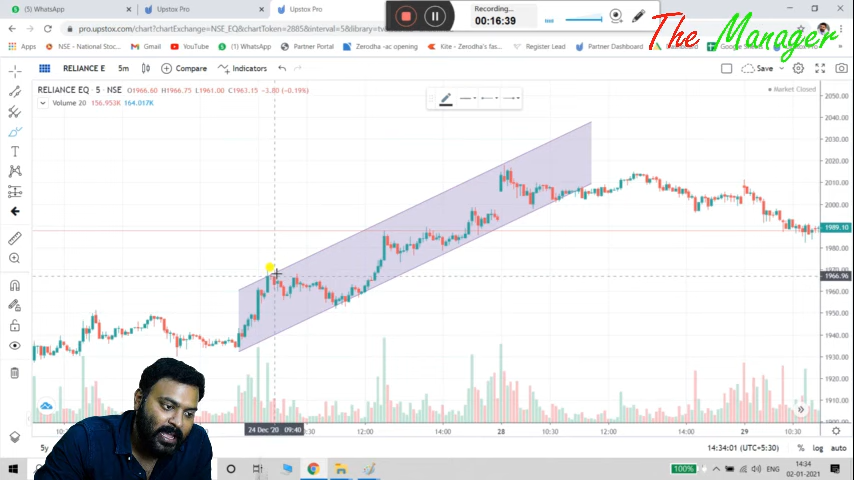 (1) WhatsApp
Upstox Pro
Upstox Pro
Recording...
00:16:39
The Manager
pro.upstox.com/chart?chartExchange=NSE_EQ&chartToken=2885&interval=5&library=tv
Apps
NSE - National Stoc...
Gmail
YouTube
(1) WhatsApp
Partner Portal
Zerodha -ac opening
Kite - Zerodha's fas...
Register Lead
Partner Dashboard
RELIANCE E
5m
Compare
Indicators
Save
RELIANCE EQ · 5 · NSE O1966.60 H1966.75 L1961.00 C1963.15 -3.80 (-0.19%)
Market Closed
Volume 20 156.953K 164.017K
2050.00
2040.00
2030.00
2020.00
2010.00
2000.00
1989.10
1980.00
1966.96
1960.00
1950.00
1940.00
1930.00
1920.00
1910.00
24 Dec '20 09:40
12:00
14:00
28
10:30
12:00
14:00
29
10:30
5y
14:34:01 (UTC+5:30)
%
log
auto
100%
ENG
14:34
02-01-2021